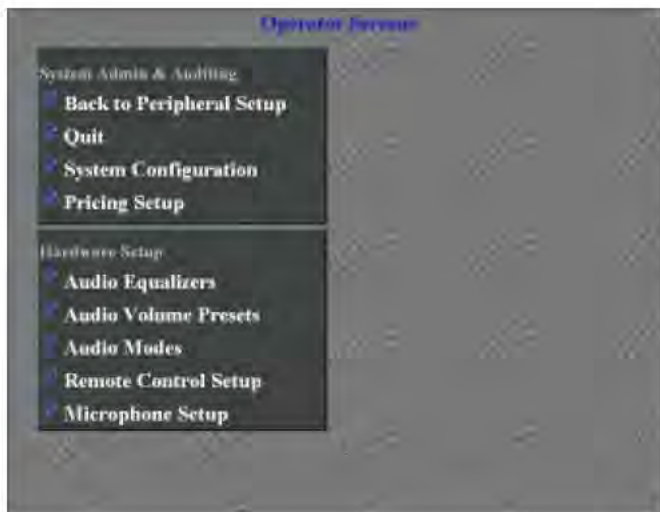 Operator Screens
System Admin & Auditing
Back to Peripheral Setup
Quit
System Configuration
Pricing Setup
Hardware Setup
Audio Equalizers
Audio Volume Presets
Audio Modes
Remote Control Setup
Microphone Setup